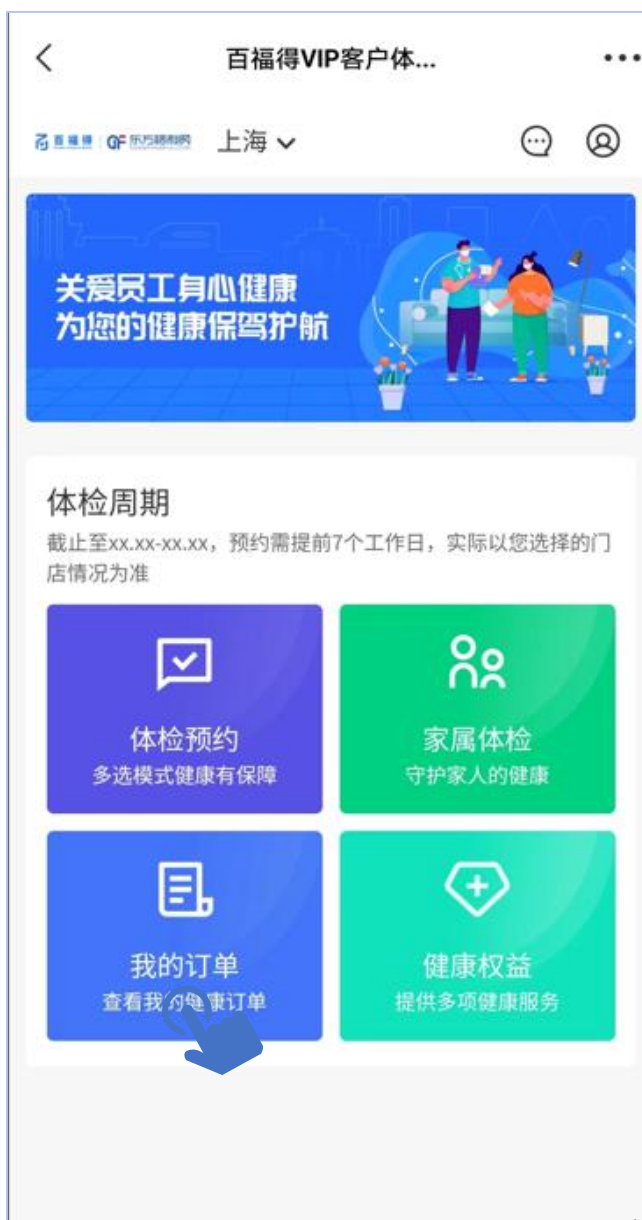 百福得VIP客户体...
百福得
上海
关爱员工身心健康
为您的健康保驾护航
体检周期
截止至xx.xx-xx.xx，预约需提前7个工作日，实际以您选择的门
店情况为准
体检预约
多选模式健康有保障
家属体检
守护家人的健康
我的订单
查看我的健康订单
健康权益
提供多项健康服务